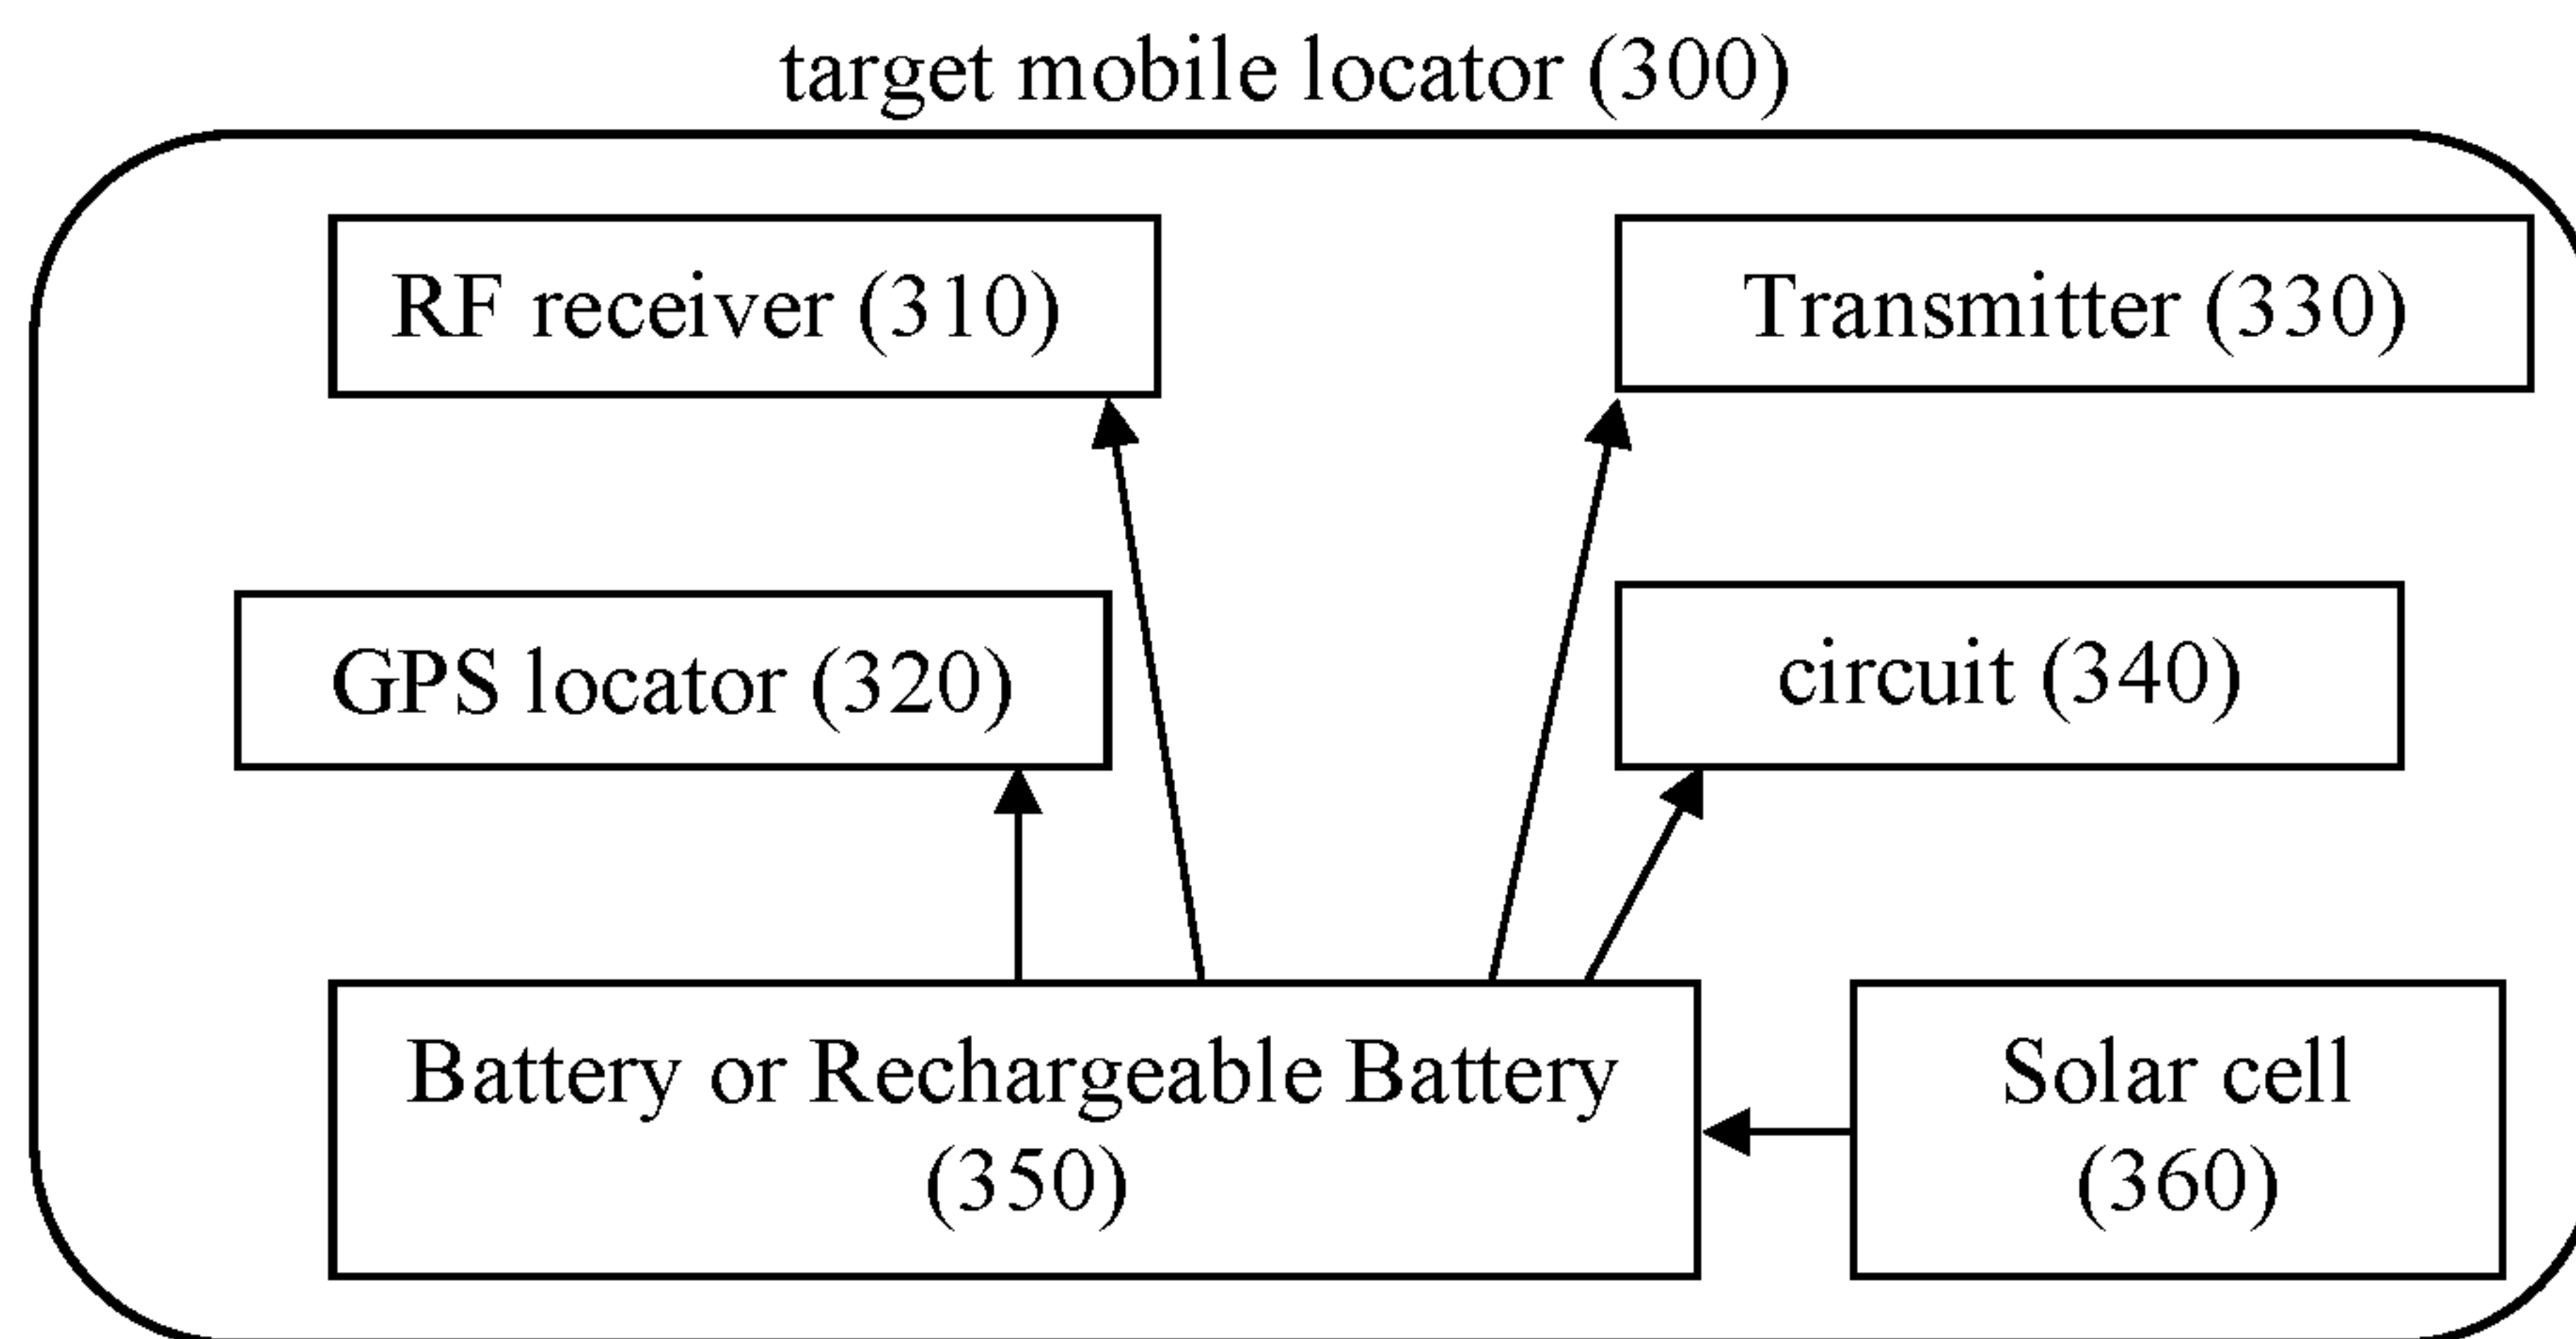 target mobile locator (300)
RF receiver (310)
Transmitter (330)
GPS locator (320)
circuit (340)
Battery or Rechargeable Battery
(350)
Solar cell
(360)